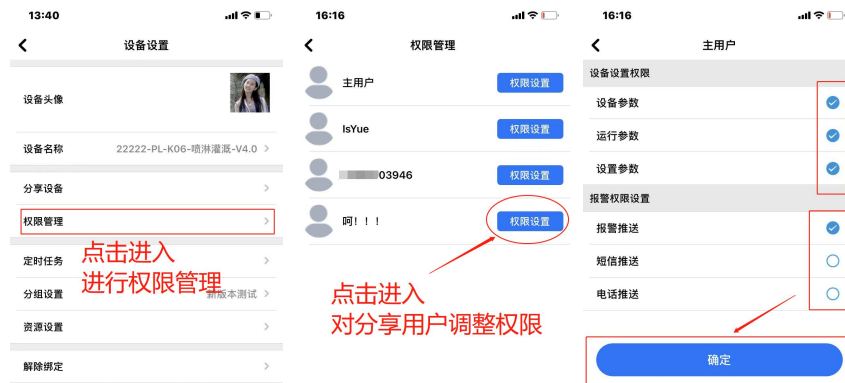 13:40
设备设置
设备头像
设备名称 22222-PL-K06-喷淋灌溉-V4.0
分享设备
权限管理
点击进入
进行权限管理
定时任务
分组设置 新版本测试
资源设置
解除绑定
16:16
权限管理
主用户 权限设置
IsYue 权限设置
03946 权限设置
呵！！！ 权限设置
点击进入
对分享用户调整权限
16:16
主用户
设备设置权限
设备参数
运行参数
设置参数
报警权限设置
报警推送
短信推送
电话推送
确定